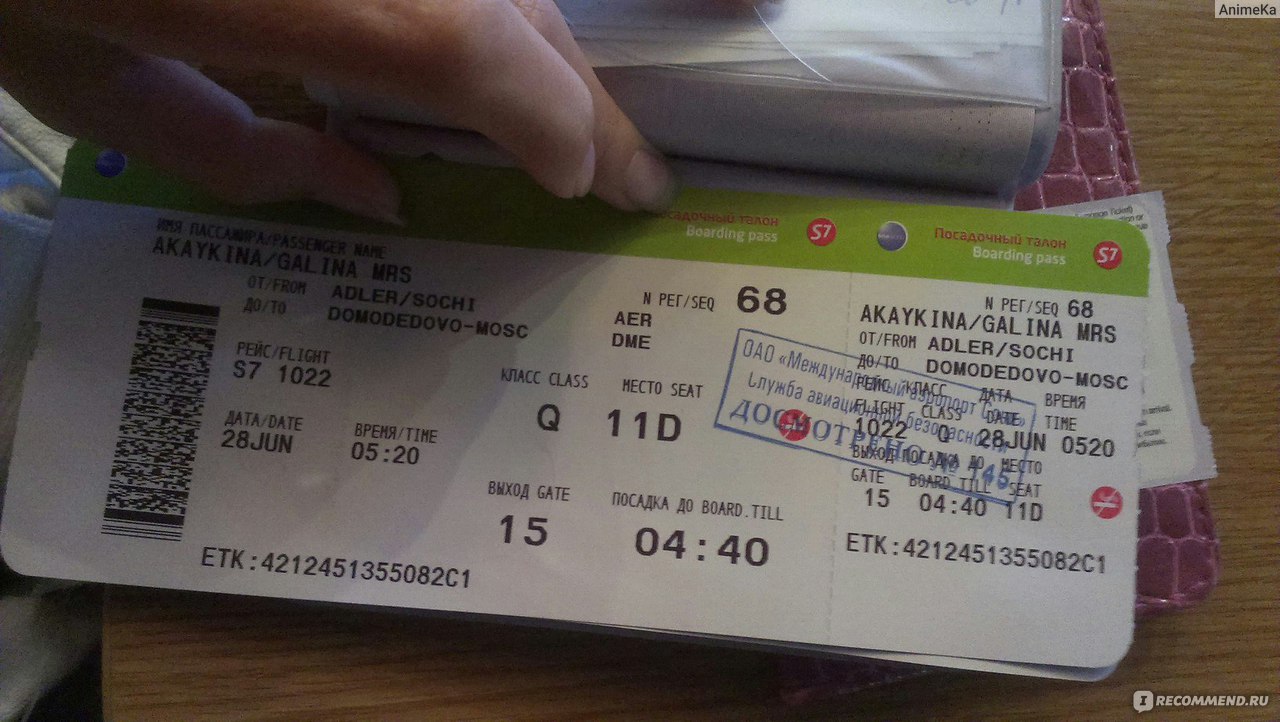 AnimeKa
Посадочный талон
Boarding pass
S7
Посадочный талон
Boarding pass
S7
ИМЯ ПАССАЖИРА/PASSENGER NAME
AKAYKINA/GALINA MRS
ОТ/FROM ADLER/SOCHI
ДО/TO DOMODEDOVO-MOSC
N РЕГ/SEQ 68
AER
DME
РЕЙС/FLIGHT
S7 1022
КЛАСС CLASS
Q
МЕСТО SEAT
11D
ДАТА/DATE
28JUN
ВРЕМЯ/TIME
05:20
ВЫХОД GATE
15
ПОСАДКА ДО BOARD.TILL
04:40
ETK:4212451355082C1
N РЕГ/SEQ 68
AKAYKINA/GALINA MRS
ОТ/FROM ADLER/SOCHI
ДО/TO DOMODEDOVO-MOSC
РЕЙС КЛАСС ДАТА ВРЕМЯ
FLIGHT CLASS DATE TIME
1022 Q 28JUN 0520
ВЫХОД ПОСАДКА ДО МЕСТО
GATE BOARD TILL SEAT
15 04:40 11D
ETK:4212451355082C1
ОАО «Международный аэропорт
Служба авиационной безопасности
ДОСМОТРЕНО № 145
IRECOMMEND.RU